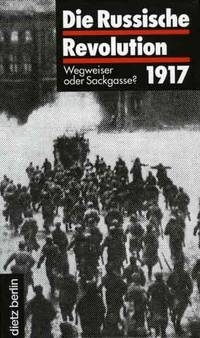 Die Russische
Revolution
Wegweiser
oder Sackgasse?
1917
dietz berlin